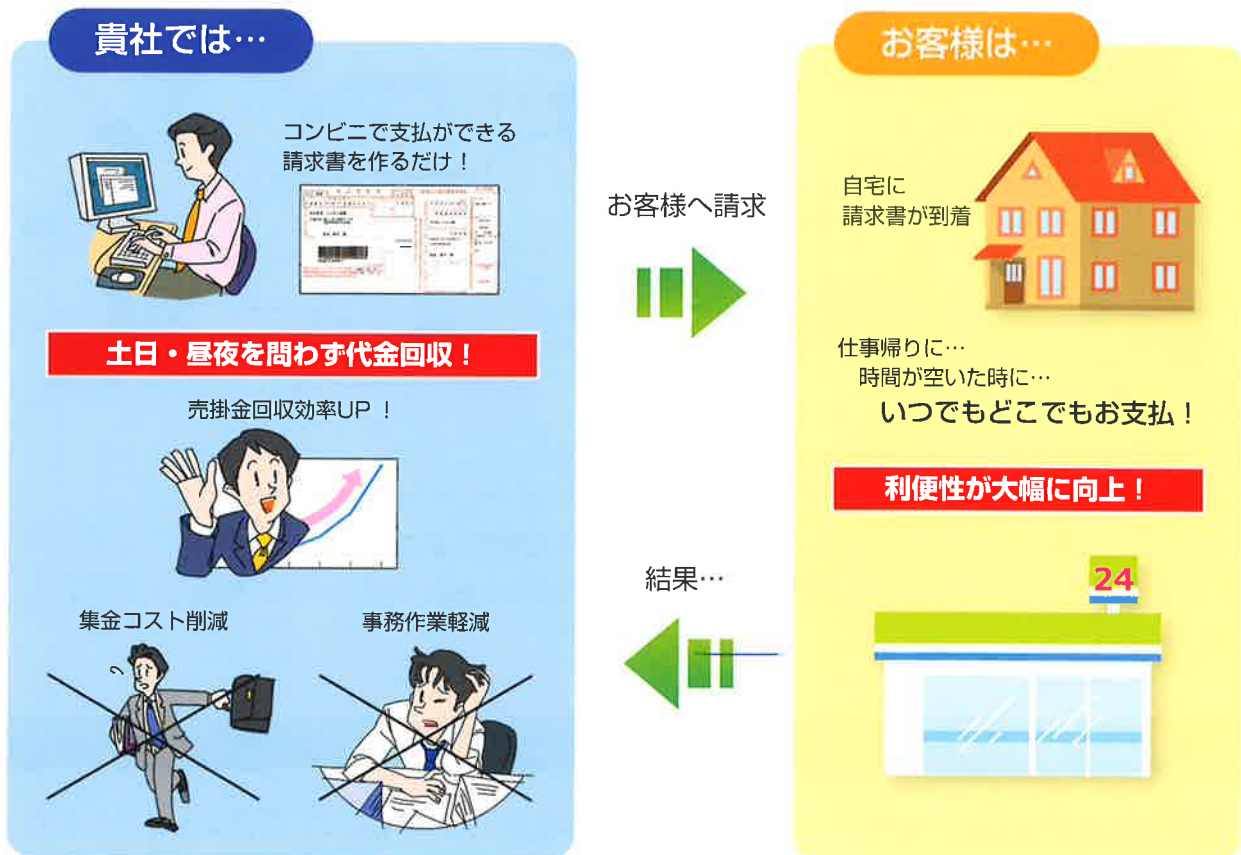 貴社では…
コンビニで支払ができる
請求書を作るだけ！
土日・昼夜を問わず代金回収！
売掛金回収効率UP！
集金コスト削減
事務作業軽減
お客様へ請求
結果…
お客様は…
自宅に
請求書が到着
仕事帰りに…
時間が空いた時に…
いつでもどこでもお支払！
利便性が大幅に向上！
24